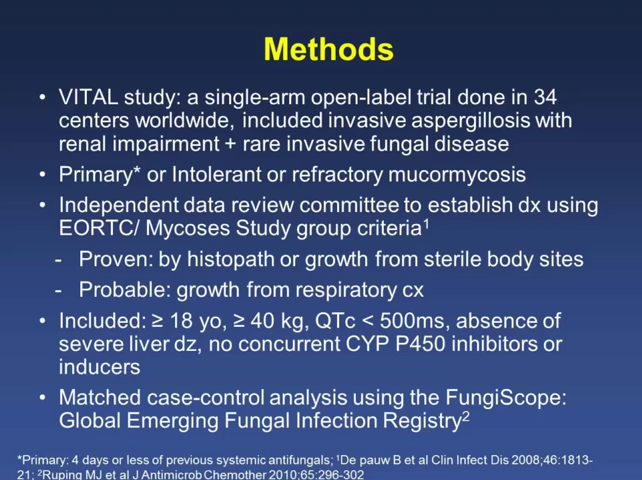 Methods
• VITAL study: a single-arm open-label trial done in 34
centers worldwide, included invasive aspergillosis with
renal impairment + rare invasive fungal disease
• Primary* or Intolerant or refractory mucormycosis
• Independent data review committee to establish dx using
EORTC/ Mycoses Study group criteria¹
- Proven: by histopath or growth from sterile body sites
- Probable: growth from respiratory cx
• Included: ≥ 18 yo, ≥ 40 kg, QTc < 500ms, absence of
severe liver dz, no concurrent CYP P450 inhibitors or
inducers
• Matched case-control analysis using the FungiScope:
Global Emerging Fungal Infection Registry²
*Primary: 4 days or less of previous systemic antifungals; ¹De pauw B et al Clin Infect Dis 2008;46:1813-
21; ²Ruping MJ et al J Antimicrob Chemother 2010;65:296-302